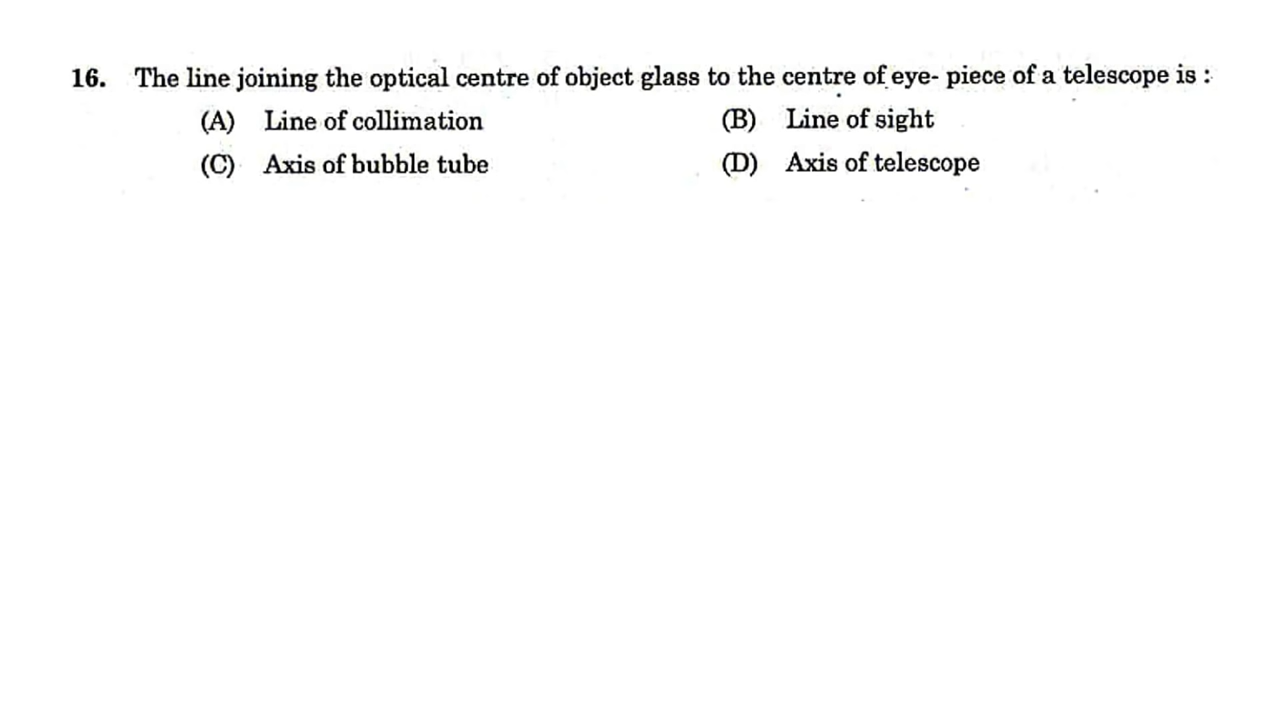 16. The line joining the optical centre of object glass to the centre of eye- piece of a telescope is :
(A) Line of collimation (B) Line of sight
(C) Axis of bubble tube (D) Axis of telescope